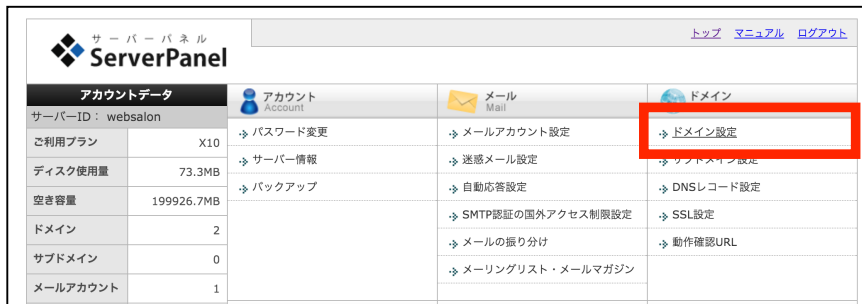 サーバーパネル
ServerPanel
トップ マニュアル ログアウト
アカウントデータ
サーバーID： websalon
ご利用プラン X10
ディスク使用量 73.3MB
空き容量 199926.7MB
ドメイン 2
サブドメイン 0
メールアカウント 1
アカウント
Account
パスワード変更
サーバー情報
バックアップ
メール
Mail
メールアカウント設定
迷惑メール設定
自動応答設定
SMTP認証の国外アクセス制限設定
メールの振り分け
メーリングリスト・メールマガジン
ドメイン
ドメイン設定
サブドメイン設定
DNSレコード設定
SSL設定
動作確認URL